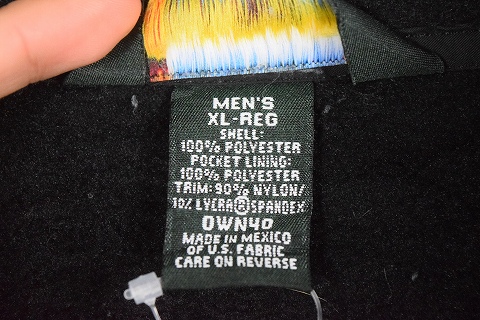 MEN'S
XL-REG
SHELL:
100% POLYESTER
POCKET LINING:
100% POLYESTER
TRIM: 90% NYLON/
10% LYCRA®SPANDEX
OWN40
MADE IN MEXICO
OF U.S. FABRIC
CARE ON REVERSE